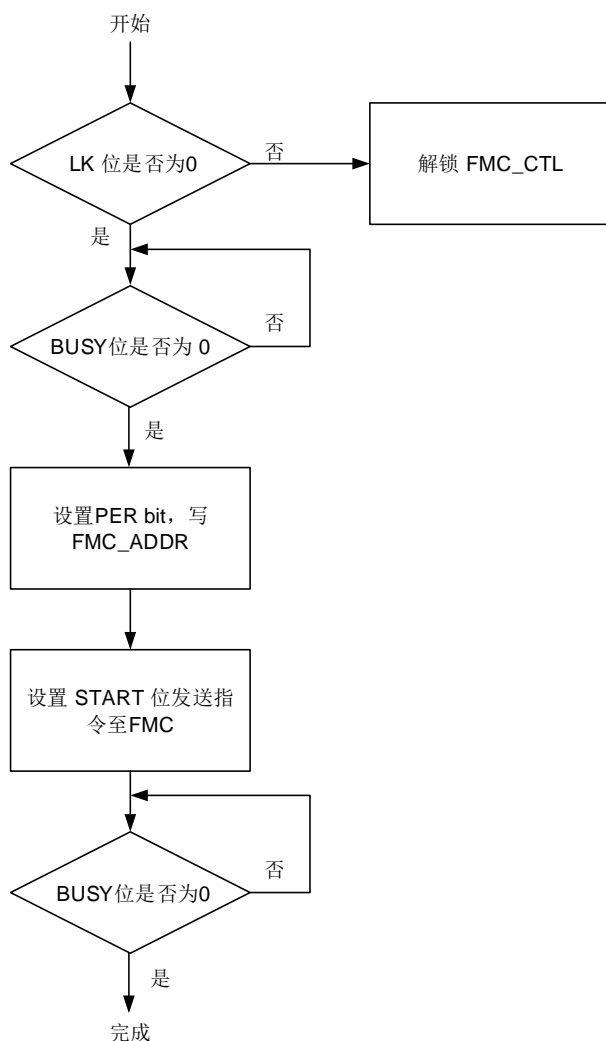 开始
LK 位是否为0
否
解锁 FMC_CTL
是
BUSY位是否为 0
否
是
设置PER bit，写
FMC_ADDR
设置 START 位发送指
令至FMC
BUSY位是否为0
否
是
完成